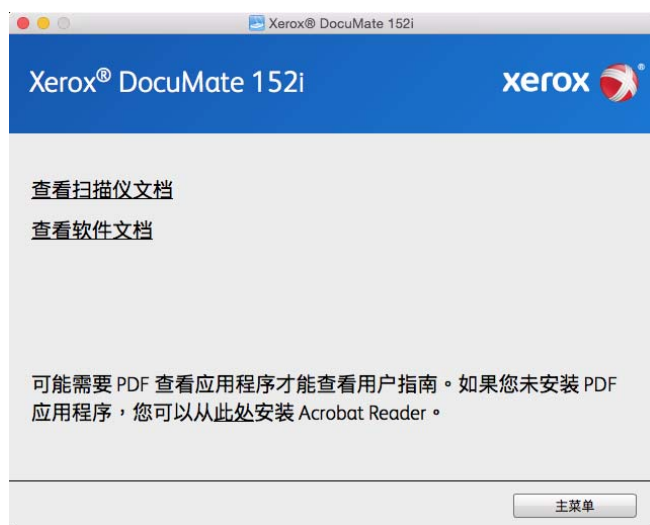 Xerox® DocuMate 152i
Xerox® DocuMate 152i
xerox®
查看扫描仪文档
查看软件文档
可能需要 PDF 查看应用程序才能查看用户指南。如果您未安装 PDF
应用程序，您可以从此处安装 Acrobat Reader。
主菜单